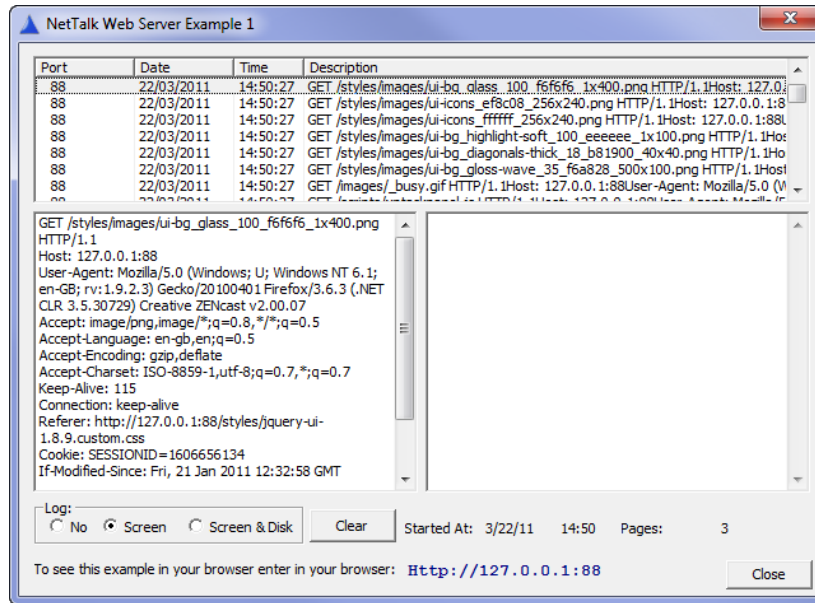 NetTalk Web Server Example 1
Port Date Time Description
88 22/03/2011 14:50:27 GET /styles/images/ui-bg_glass_100_f6f6f6_1x400.png HTTP/1.1Host: 127.0.
88 22/03/2011 14:50:27 GET /styles/images/ui-icons_ef8c08_256x240.png HTTP/1.1Host: 127.0.0.1:8
88 22/03/2011 14:50:27 GET /styles/images/ui-icons_ffffff_256x240.png HTTP/1.1Host: 127.0.0.1:88U
88 22/03/2011 14:50:27 GET /styles/images/ui-bg_highlight-soft_100_eeeeee_1x100.png HTTP/1.1Hos
88 22/03/2011 14:50:27 GET /styles/images/ui-bg_diagonals-thick_18_b81900_40x40.png HTTP/1.1Ho
88 22/03/2011 14:50:27 GET /styles/images/ui-bg_gloss-wave_35_f6a828_500x100.png HTTP/1.1Host
88 22/03/2011 14:50:27 GET /images/_busy.gif HTTP/1.1Host: 127.0.0.1:88User-Agent: Mozilla/5.0 (W
88 22/03/2011 14:50:27 GET
GET /styles/images/ui-bg_glass_100_f6f6f6_1x400.png
HTTP/1.1
Host: 127.0.0.1:88
User-Agent: Mozilla/5.0 (Windows; U; Windows NT 6.1;
en-GB; rv:1.9.2.3) Gecko/20100401 Firefox/3.6.3 (.NET
CLR 3.5.30729) Creative ZENcast v2.00.07
Accept: image/png,image/*;q=0.8,*/*;q=0.5
Accept-Language: en-gb,en;q=0.5
Accept-Encoding: gzip,deflate
Accept-Charset: ISO-8859-1,utf-8;q=0.7,*;q=0.7
Keep-Alive: 115
Connection: keep-alive
Referer: http://127.0.0.1:88/styles/jquery-ui-
1.8.9.custom.css
Cookie: SESSIONID=1606656134
If-Modified-Since: Fri, 21 Jan 2011 12:32:58 GMT
Log:
No Screen Screen & Disk Clear Started At: 3/22/11 14:50 Pages: 3
To see this example in your browser enter in your browser: Http://127.0.0.1:88 Close